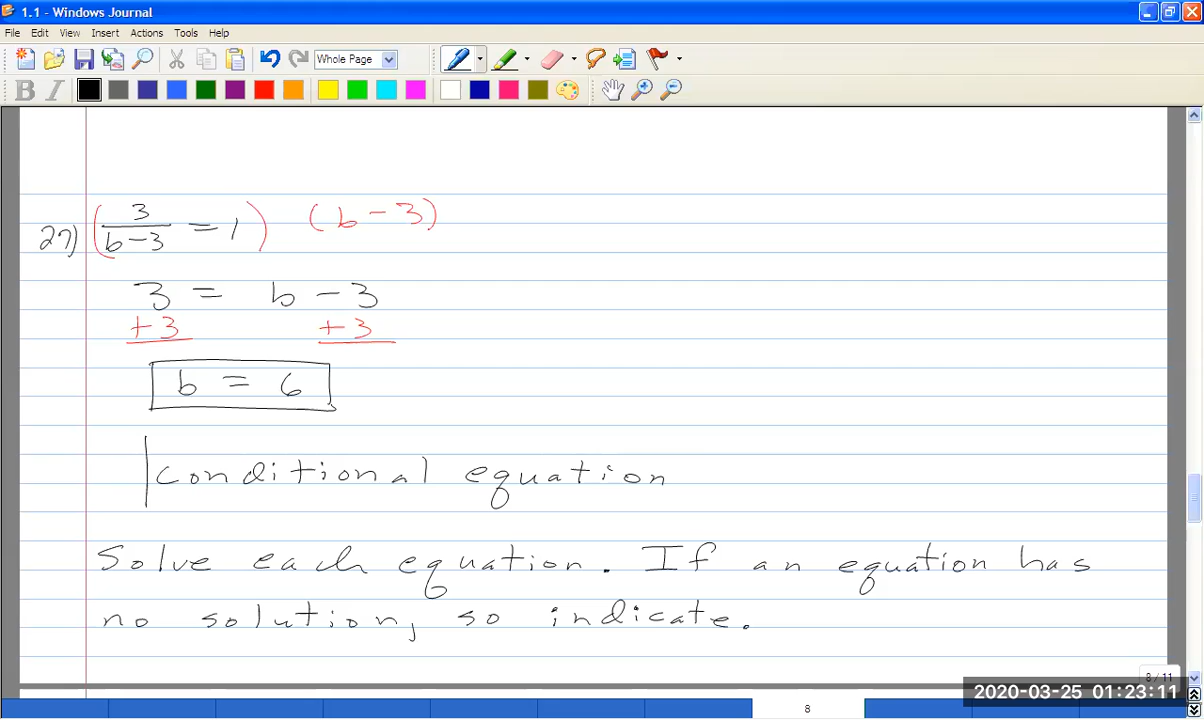 1.1 - Windows Journal
File Edit View Insert Actions Tools Help
Whole Page
B I
27) ( 3/(b-3) = 1 ) (b-3)
3 = b - 3
+3 +3
b = 6
conditional equation
Solve each equation. If an equation has
no solution, so indicate.
8 / 11
2020-03-25 01:23:11
8